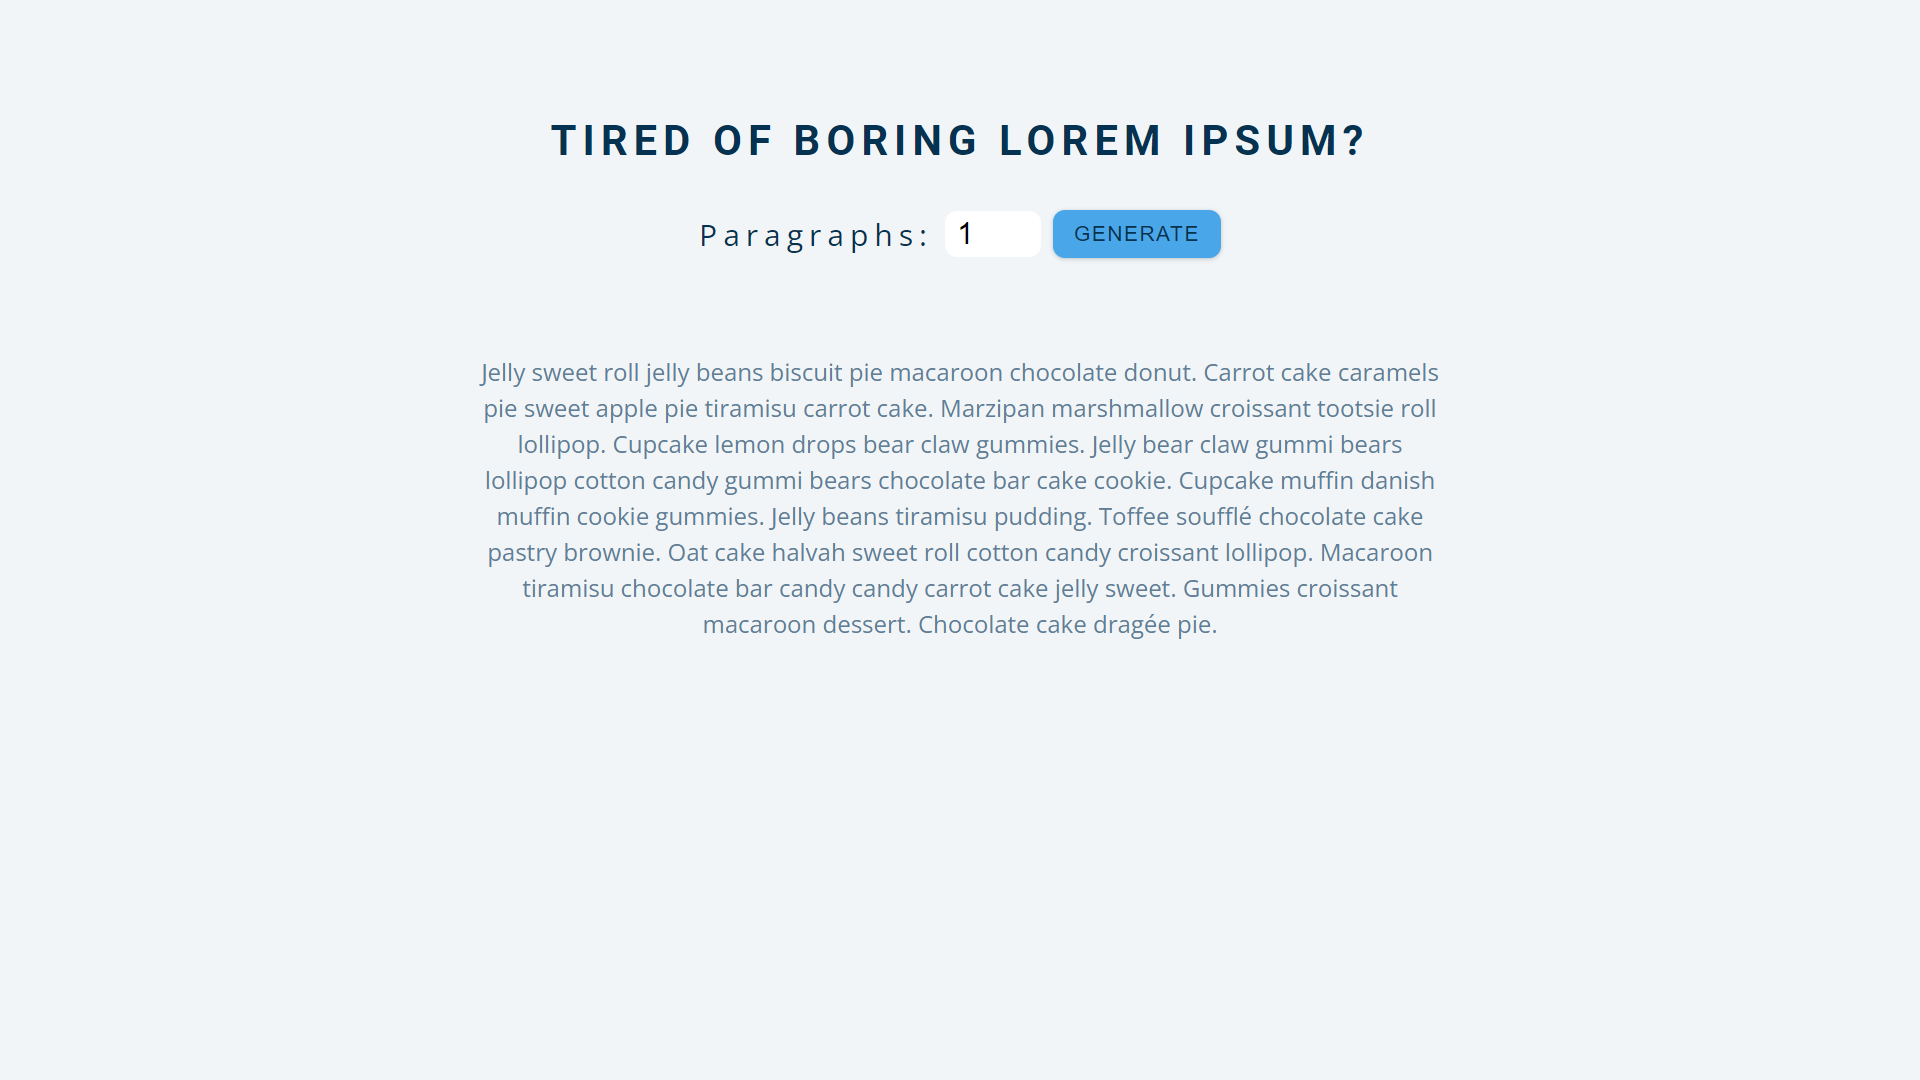 TIRED OF BORING LOREM IPSUM?
Paragraphs: 1 GENERATE
Jelly sweet roll jelly beans biscuit pie macaroon chocolate donut. Carrot cake caramels
pie sweet apple pie tiramisu carrot cake. Marzipan marshmallow croissant tootsie roll
lollipop. Cupcake lemon drops bear claw gummies. Jelly bear claw gummi bears
lollipop cotton candy gummi bears chocolate bar cake cookie. Cupcake muffin danish
muffin cookie gummies. Jelly beans tiramisu pudding. Toffee soufflé chocolate cake
pastry brownie. Oat cake halvah sweet roll cotton candy croissant lollipop. Macaroon
tiramisu chocolate bar candy candy carrot cake jelly sweet. Gummies croissant
macaroon dessert. Chocolate cake dragée pie.